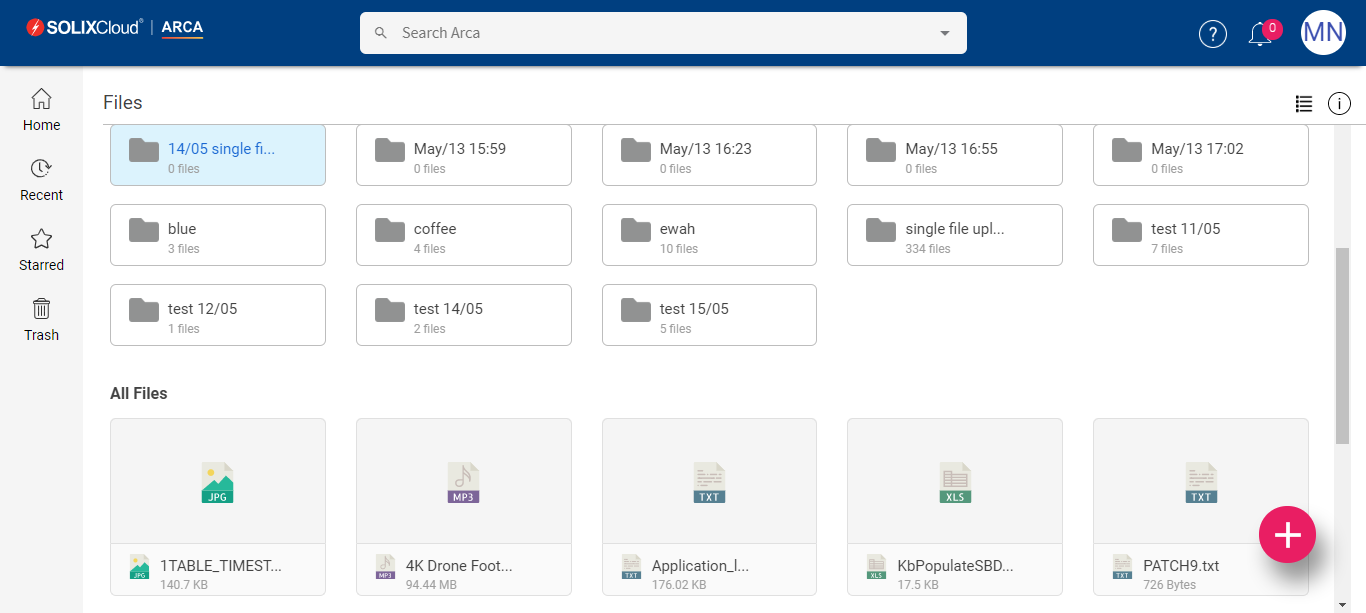 SOLIXCloud® | ARCA
Search Arca
?
0
MN
Home
Recent
Starred
Trash
Files
i
14/05 single fi...
0 files
May/13 15:59
0 files
May/13 16:23
0 files
May/13 16:55
0 files
May/13 17:02
0 files
blue
3 files
coffee
4 files
ewah
10 files
single file upl...
334 files
test 11/05
7 files
test 12/05
1 files
test 14/05
2 files
test 15/05
5 files
All Files
JPG
JPG
1TABLE_TIMEST...
140.7 KB
MP3
MP3
4K Drone Foot...
94.44 MB
TXT
TXT
Application_l...
176.02 KB
XLS
XLS
KbPopulateSBD...
17.5 KB
TXT
TXT
PATCH9.txt
726 Bytes
+